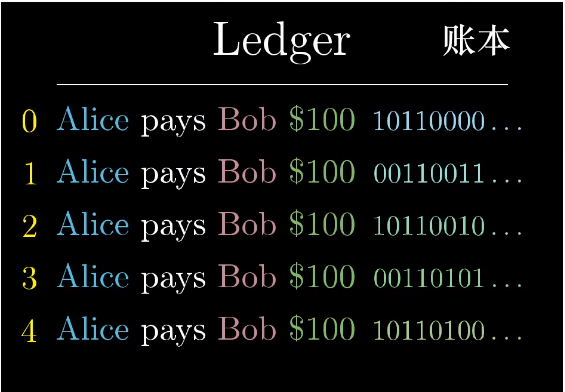 Ledger 账本
0 Alice pays Bob $100 10110000...
1 Alice pays Bob $100 00110011...
2 Alice pays Bob $100 10110010...
3 Alice pays Bob $100 00110101...
4 Alice pays Bob $100 10110100...